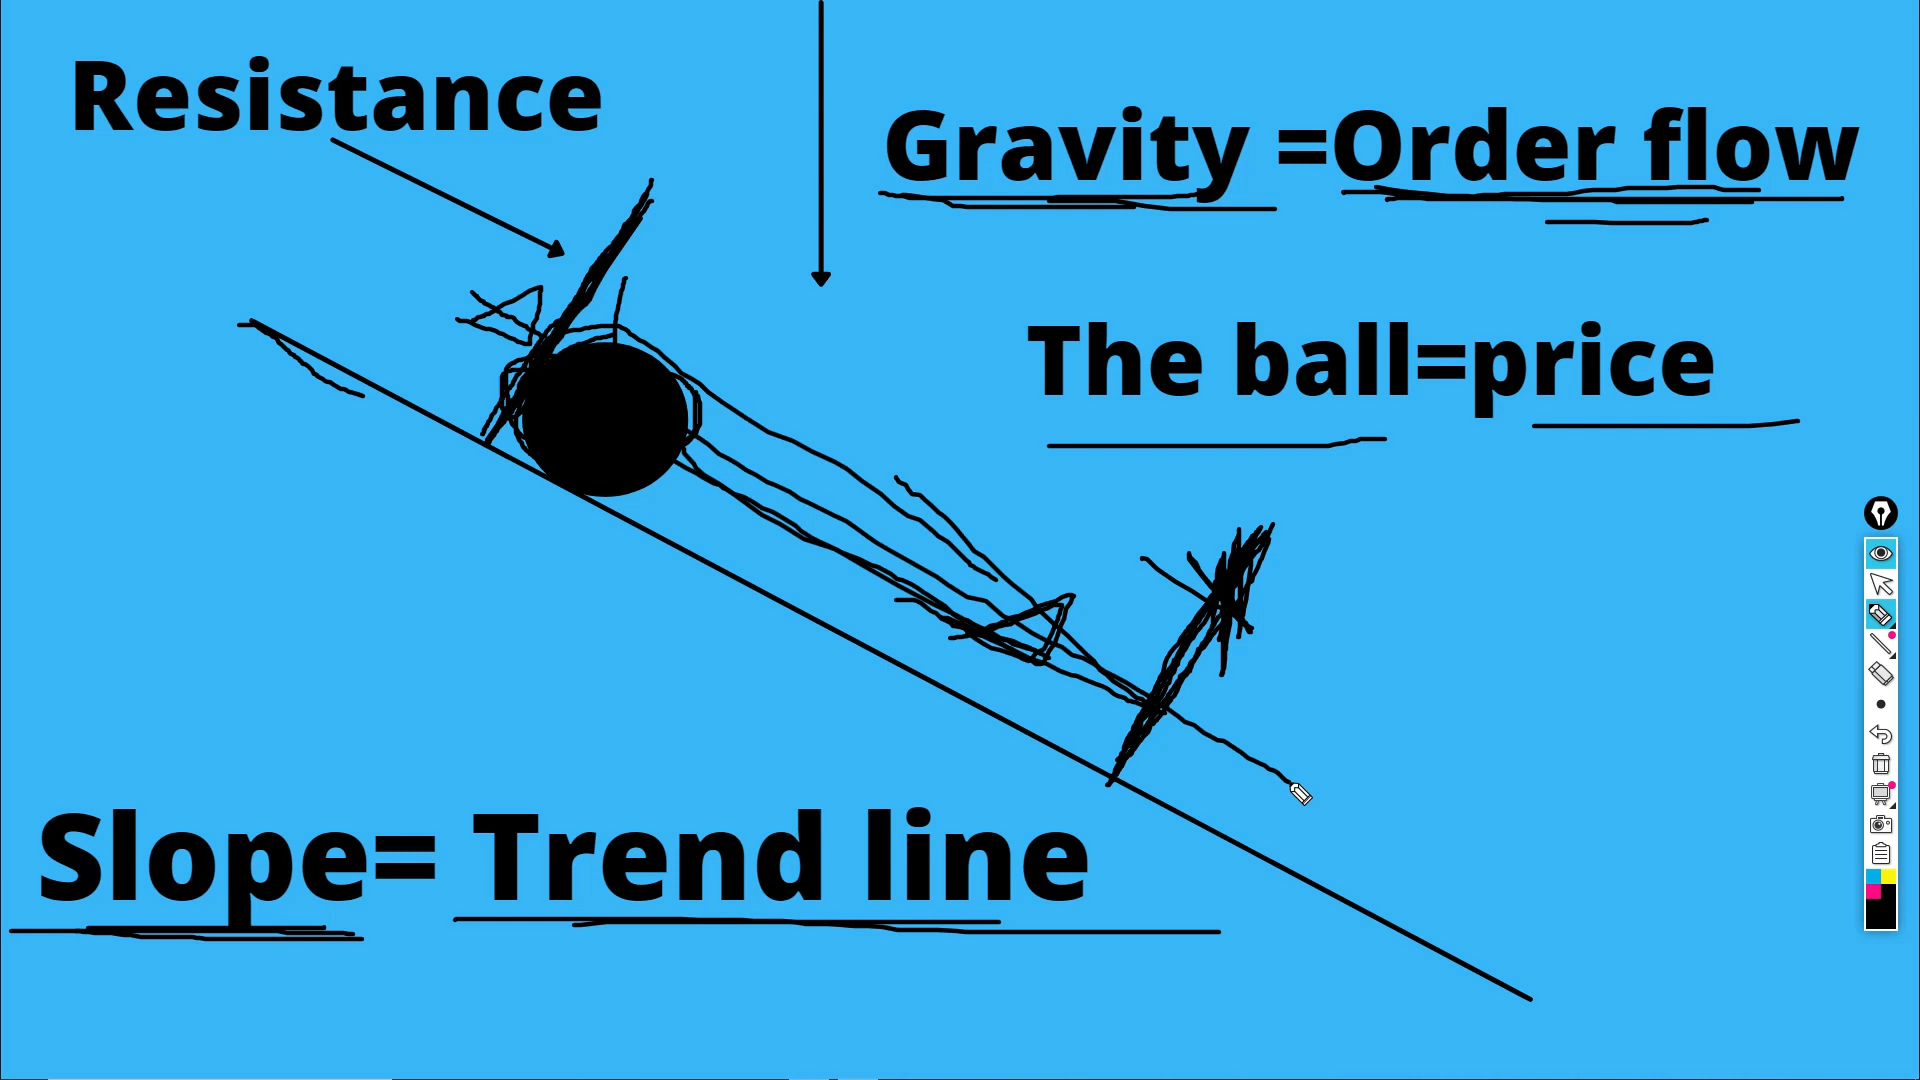 Resistance
Gravity =Order flow
The ball=price
Slope= Trend line